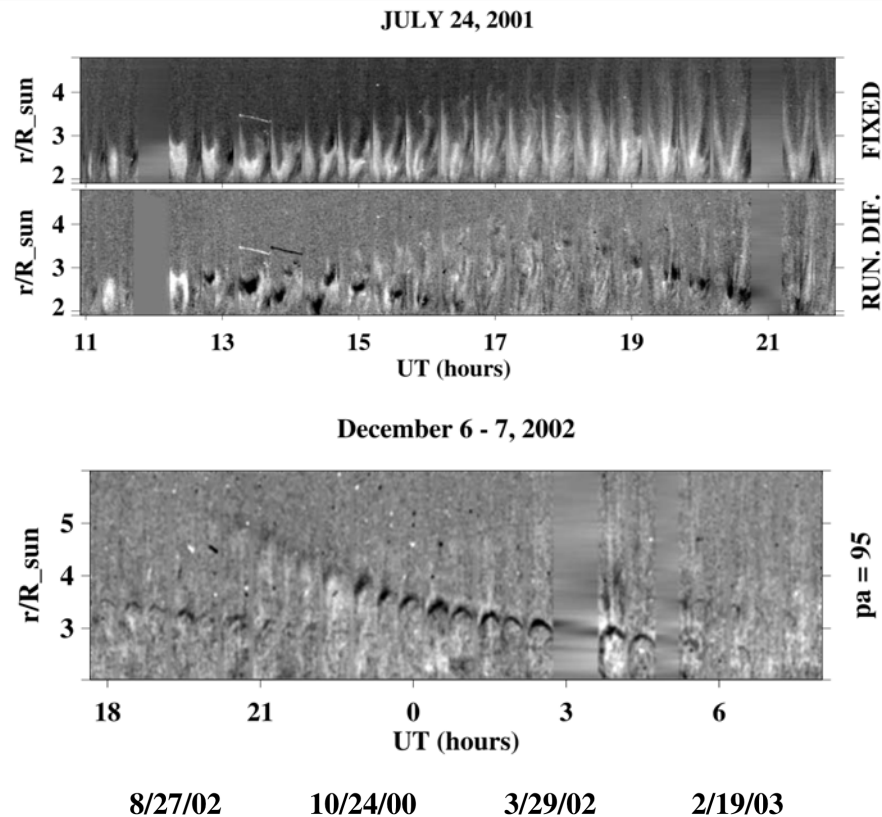 JULY 24, 2001
r/R_sun
4
3
2
FIXED
r/R_sun
4
3
2
RUN. DIF.
11 13 15 17 19 21
UT (hours)
December 6 - 7, 2002
r/R_sun
5
4
3
pa = 95
18 21 0 3 6
UT (hours)
8/27/02 10/24/00 3/29/02 2/19/03